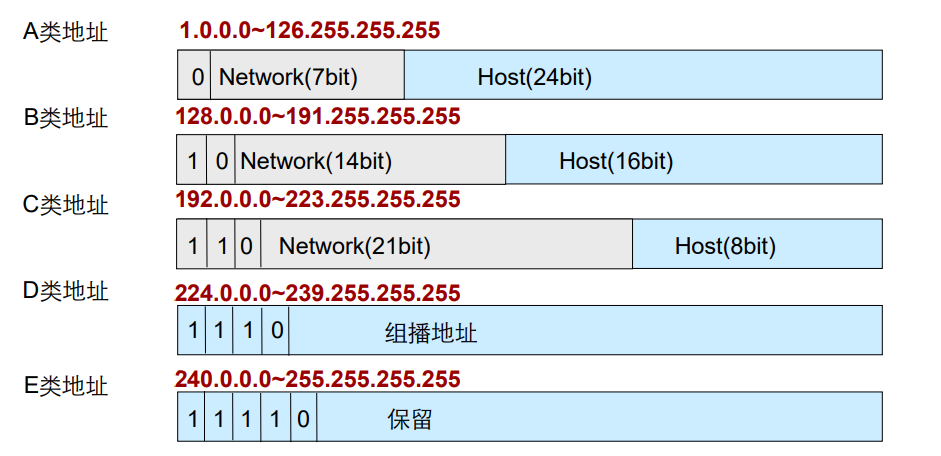 A类地址 1.0.0.0~126.255.255.255
0 Network(7bit) Host(24bit)
B类地址 128.0.0.0~191.255.255.255
1 0 Network(14bit) Host(16bit)
C类地址 192.0.0.0~223.255.255.255
1 1 0 Network(21bit) Host(8bit)
D类地址 224.0.0.0~239.255.255.255
1 1 1 0 组播地址
E类地址 240.0.0.0~255.255.255.255
1 1 1 1 0 保留